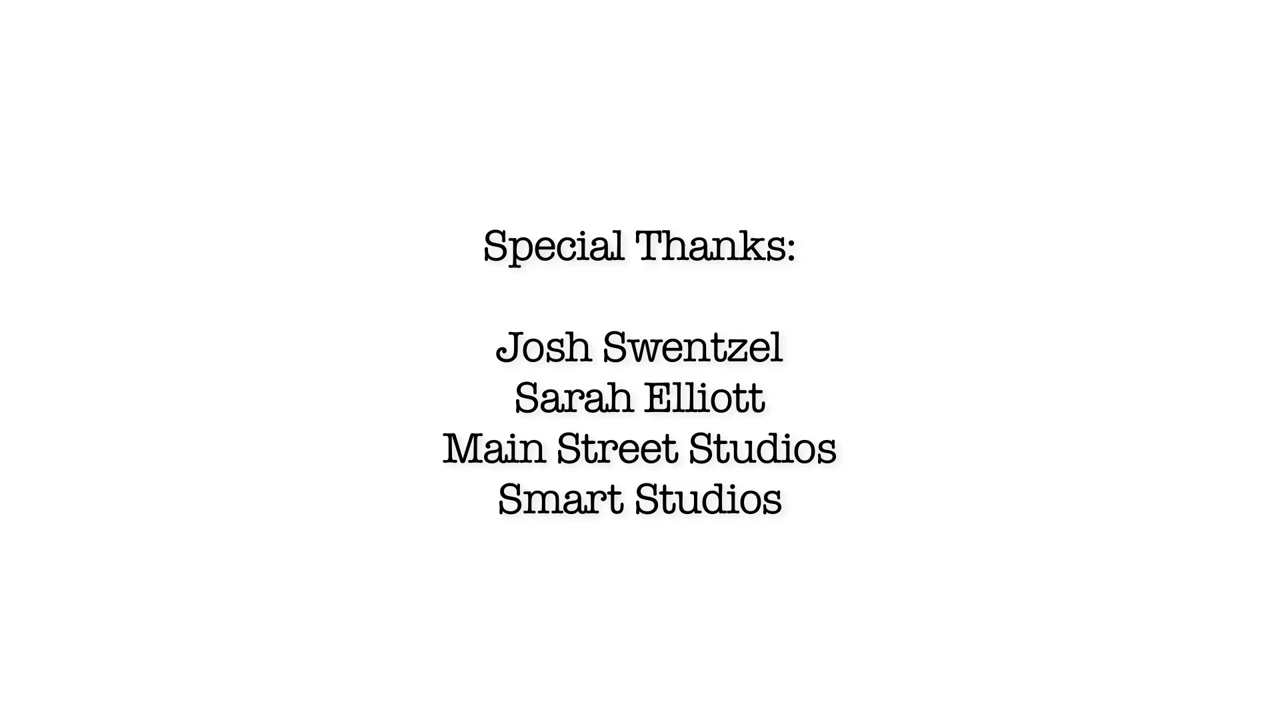 Special Thanks:
Josh Swentzel
Sarah Elliott
Main Street Studios
Smart Studios